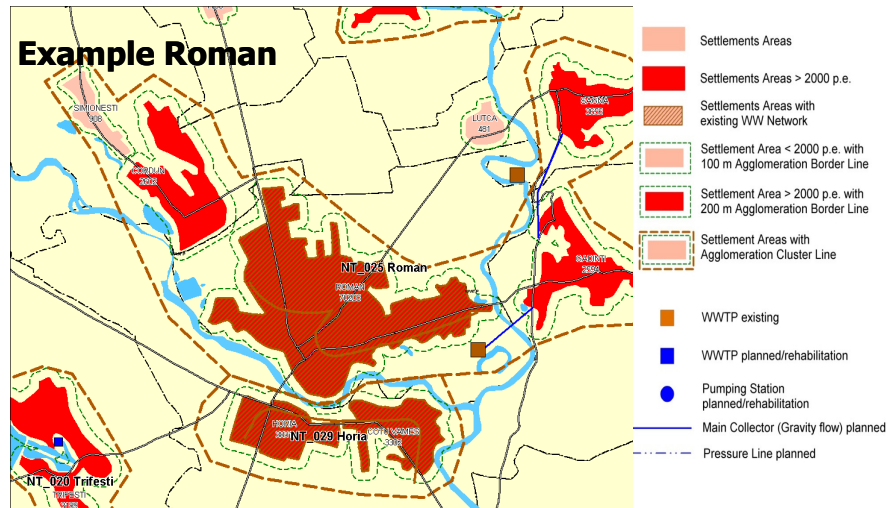 Example Roman
SIMIONESTI
908
CORDUN
LUTCA
481
SAGNA
NT_025 Roman
ROMAN
SABINTI
HORIA
NT_029 Horia
COTU VAMES
NT_020 Trifesti
TRIFESTI
Settlements Areas
Settlements Areas > 2000 p.e.
Settlements Areas with
existing WW Network
Settlement Area < 2000 p.e. with
100 m Agglomeration Border Line
Settlement Area > 2000 p.e. with
200 m Agglomeration Border Line
Settlement Areas with
Agglomeration Cluster Line
WWTP existing
WWTP planned/rehabilitation
Pumping Station
planned/rehabilitation
Main Collector (Gravity flow) planned
Pressure Line planned